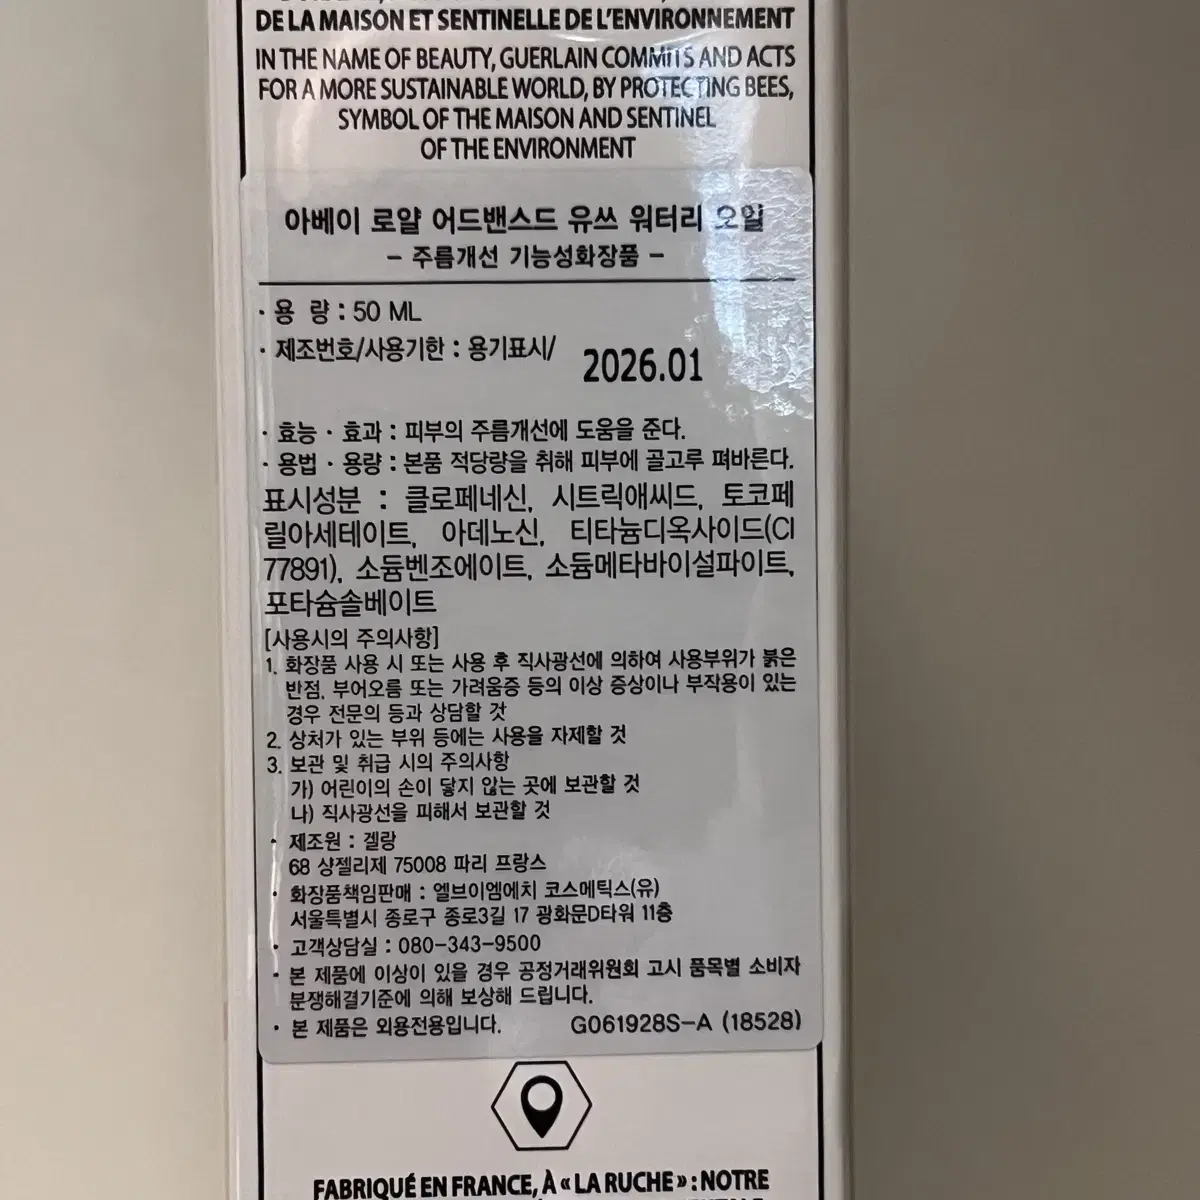 DE LA MAISON ET SENTINELLE DE L'ENVIRONNEMENT
IN THE NAME OF BEAUTY, GUERLAIN COMMITS AND ACTS
FOR A MORE SUSTAINABLE WORLD, BY PROTECTING BEES,
SYMBOL OF THE MAISON AND SENTINEL
OF THE ENVIRONMENT
아베이 로얄 어드밴스드 유쓰 워터리 오일
- 주름개선 기능성화장품 -
· 용 량 : 50 ML
· 제조번호/사용기한 : 용기표시/ 2026.01
· 효능 · 효과 : 피부의 주름개선에 도움을 준다.
· 용법 · 용량 : 본품 적당량을 취해 피부에 골고루 펴바른다.
표시성분 : 클로페네신, 시트릭애씨드, 토코페
릴아세테이트, 아데노신, 티타늄디옥사이드(CI
77891), 소듐벤조에이트, 소듐메타바이설파이트,
포타슘솔베이트
[사용시의 주의사항]
1. 화장품 사용 시 또는 사용 후 직사광선에 의하여 사용부위가 붉은
반점, 부어오름 또는 가려움증 등의 이상 증상이나 부작용이 있는
경우 전문의 등과 상담할 것
2. 상처가 있는 부위 등에는 사용을 자제할 것
3. 보관 및 취급 시의 주의사항
가) 어린이의 손이 닿지 않는 곳에 보관할 것
나) 직사광선을 피해서 보관할 것
· 제조원 : 겔랑
68 샹젤리제 75008 파리 프랑스
· 화장품책임판매 : 엘브이엠에치 코스메틱스(유)
서울특별시 종로구 종로3길 17 광화문D타워 11층
· 고객상담실 : 080-343-9500
· 본 제품에 이상이 있을 경우 공정거래위원회 고시 품목별 소비자
분쟁해결기준에 의해 보상해 드립니다.
· 본 제품은 외용전용입니다. G061928S-A (18528)
FABRIQUÉ EN FRANCE, À « LA RUCHE » : NOTRE